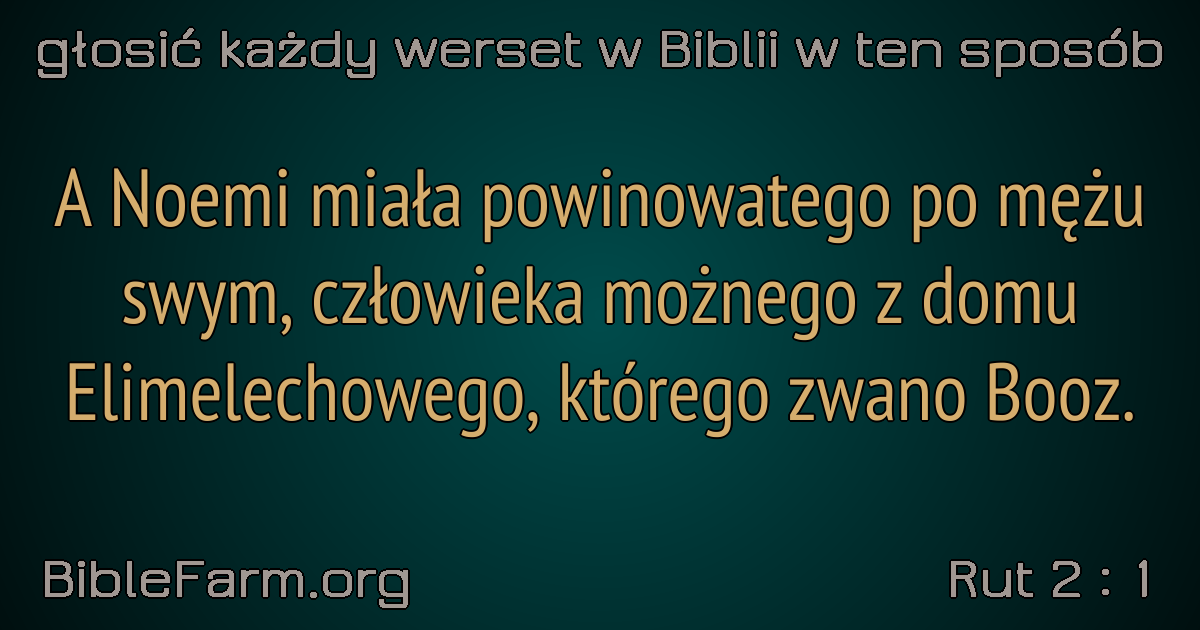 głosić każdy werset w Biblii w ten sposób
A Noemi miała powinowatego po mężu
swym, człowieka możnego z domu
Elimelechowego, którego zwano Booz.
BibleFarm.org
Rut 2 : 1